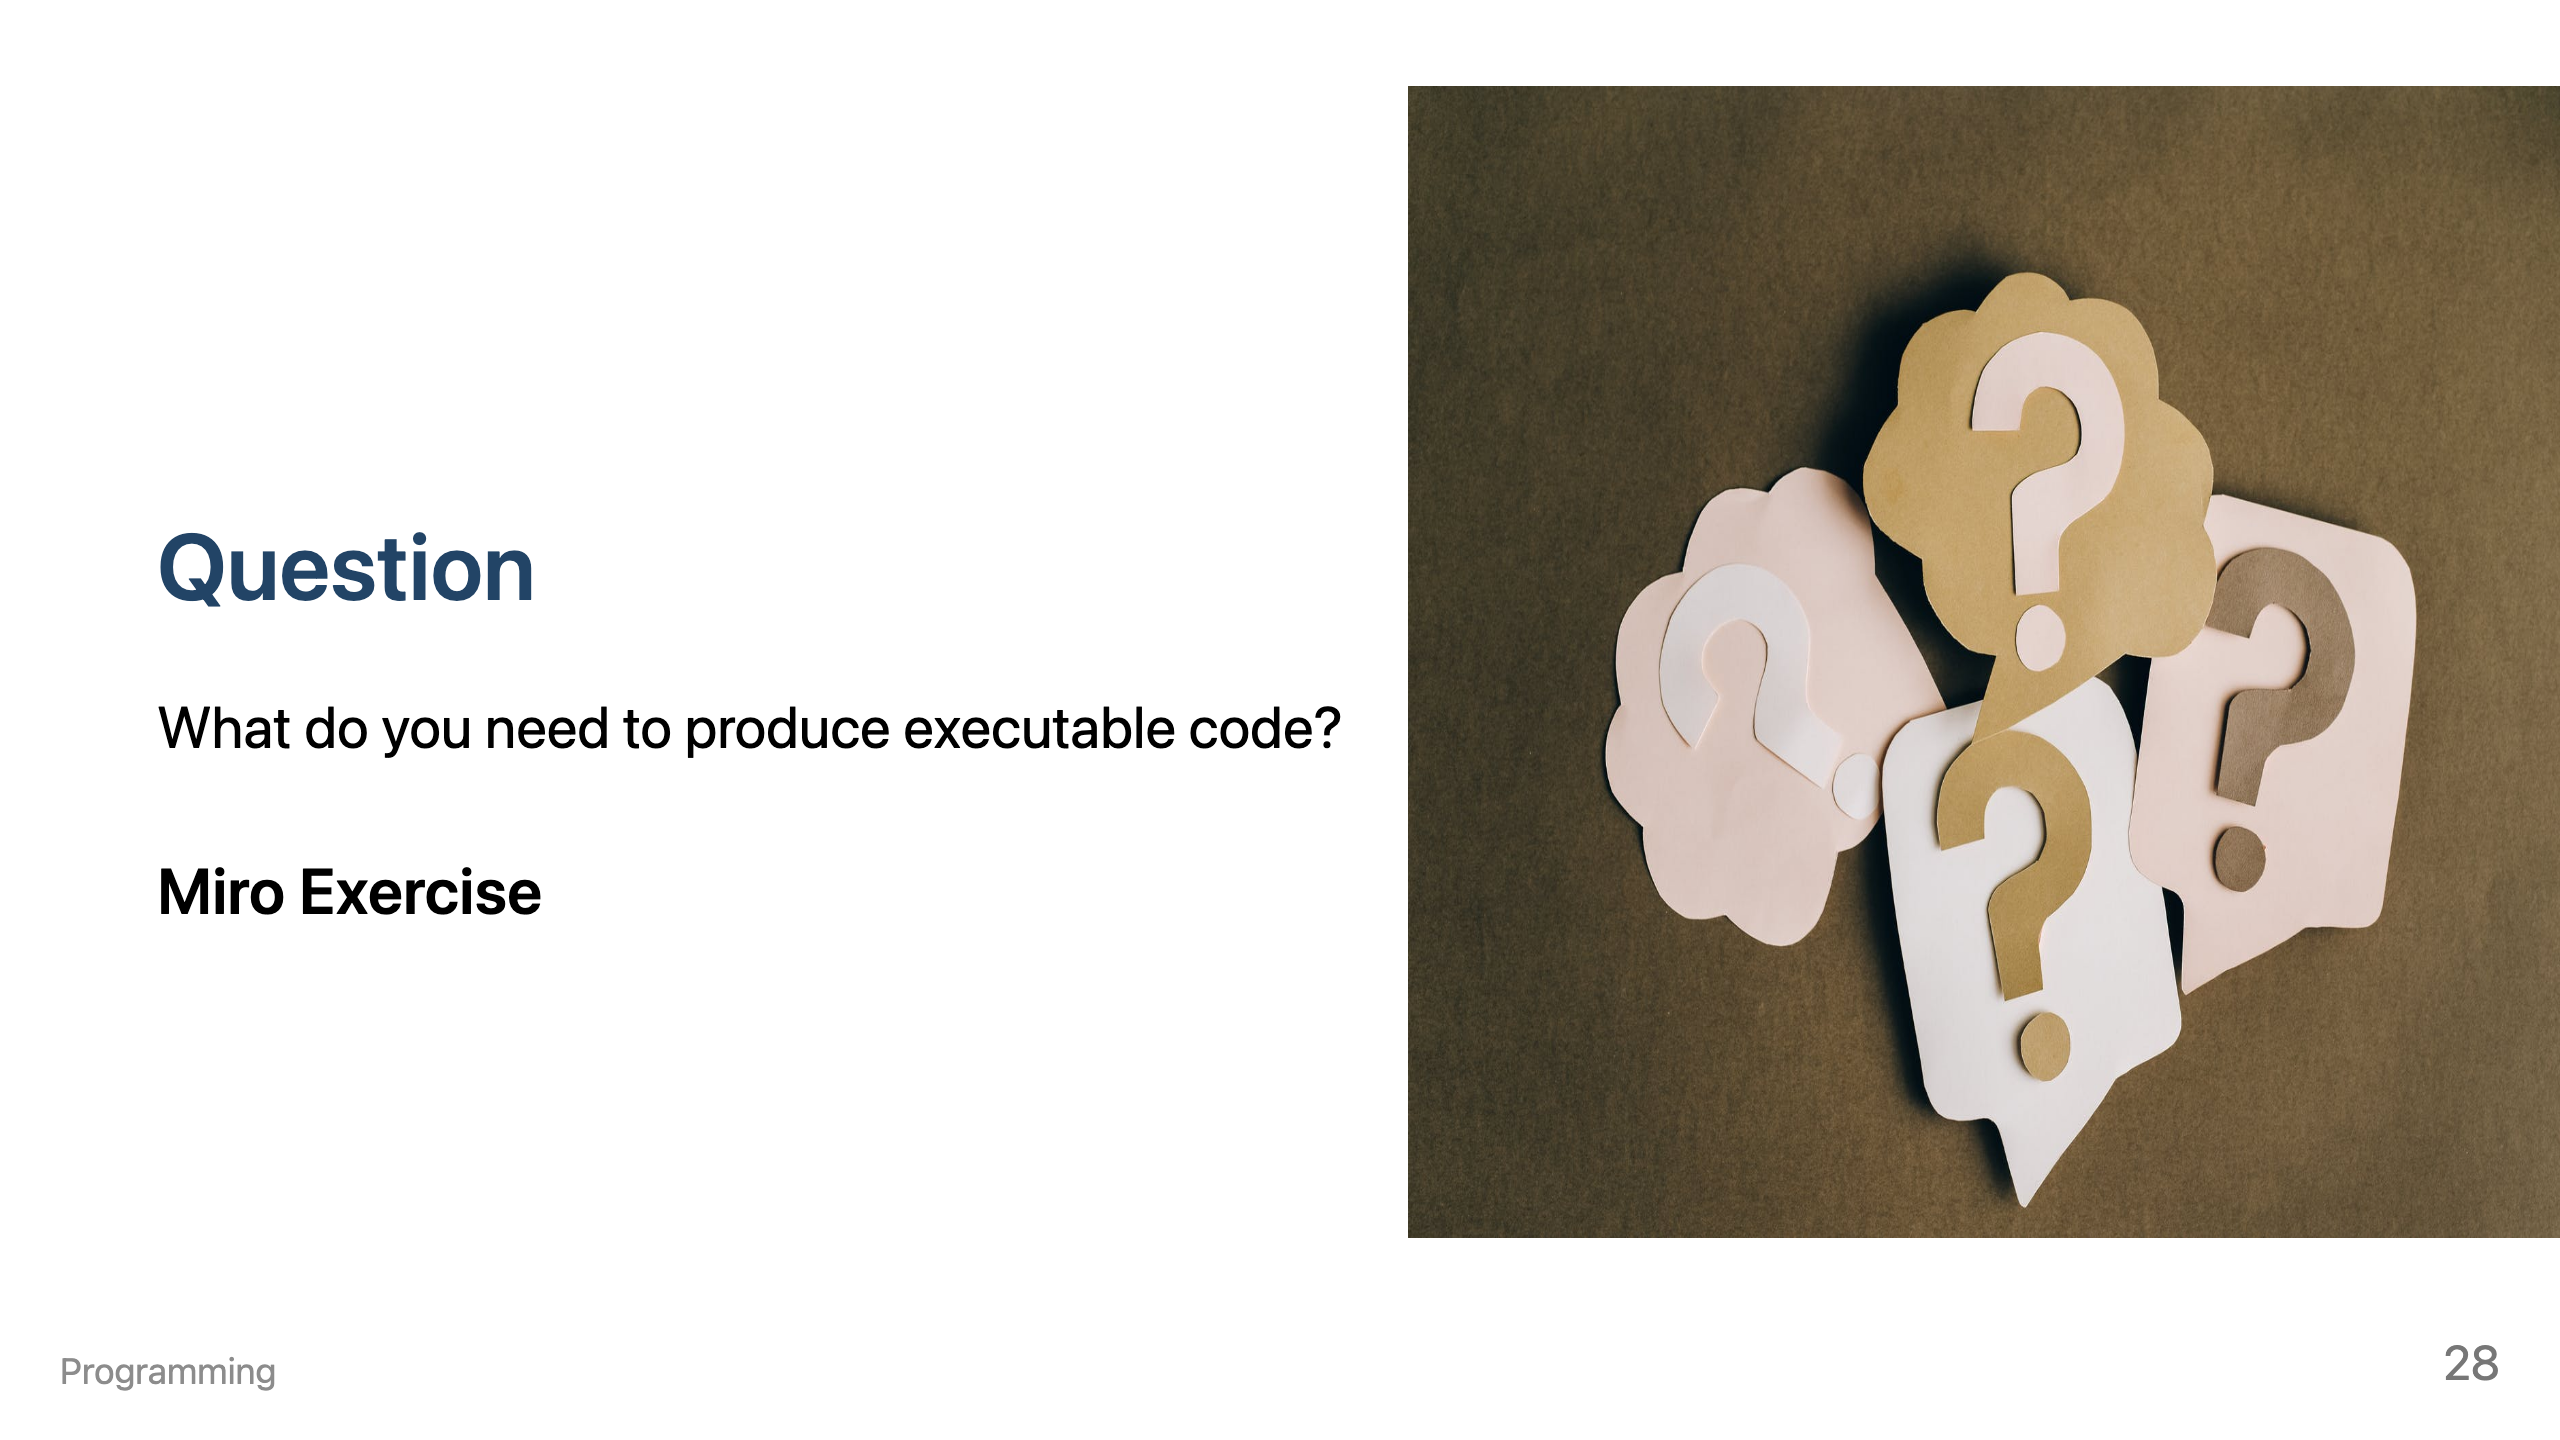 Question
What do you need to produce executable code?
Miro Exercise
Programming
28